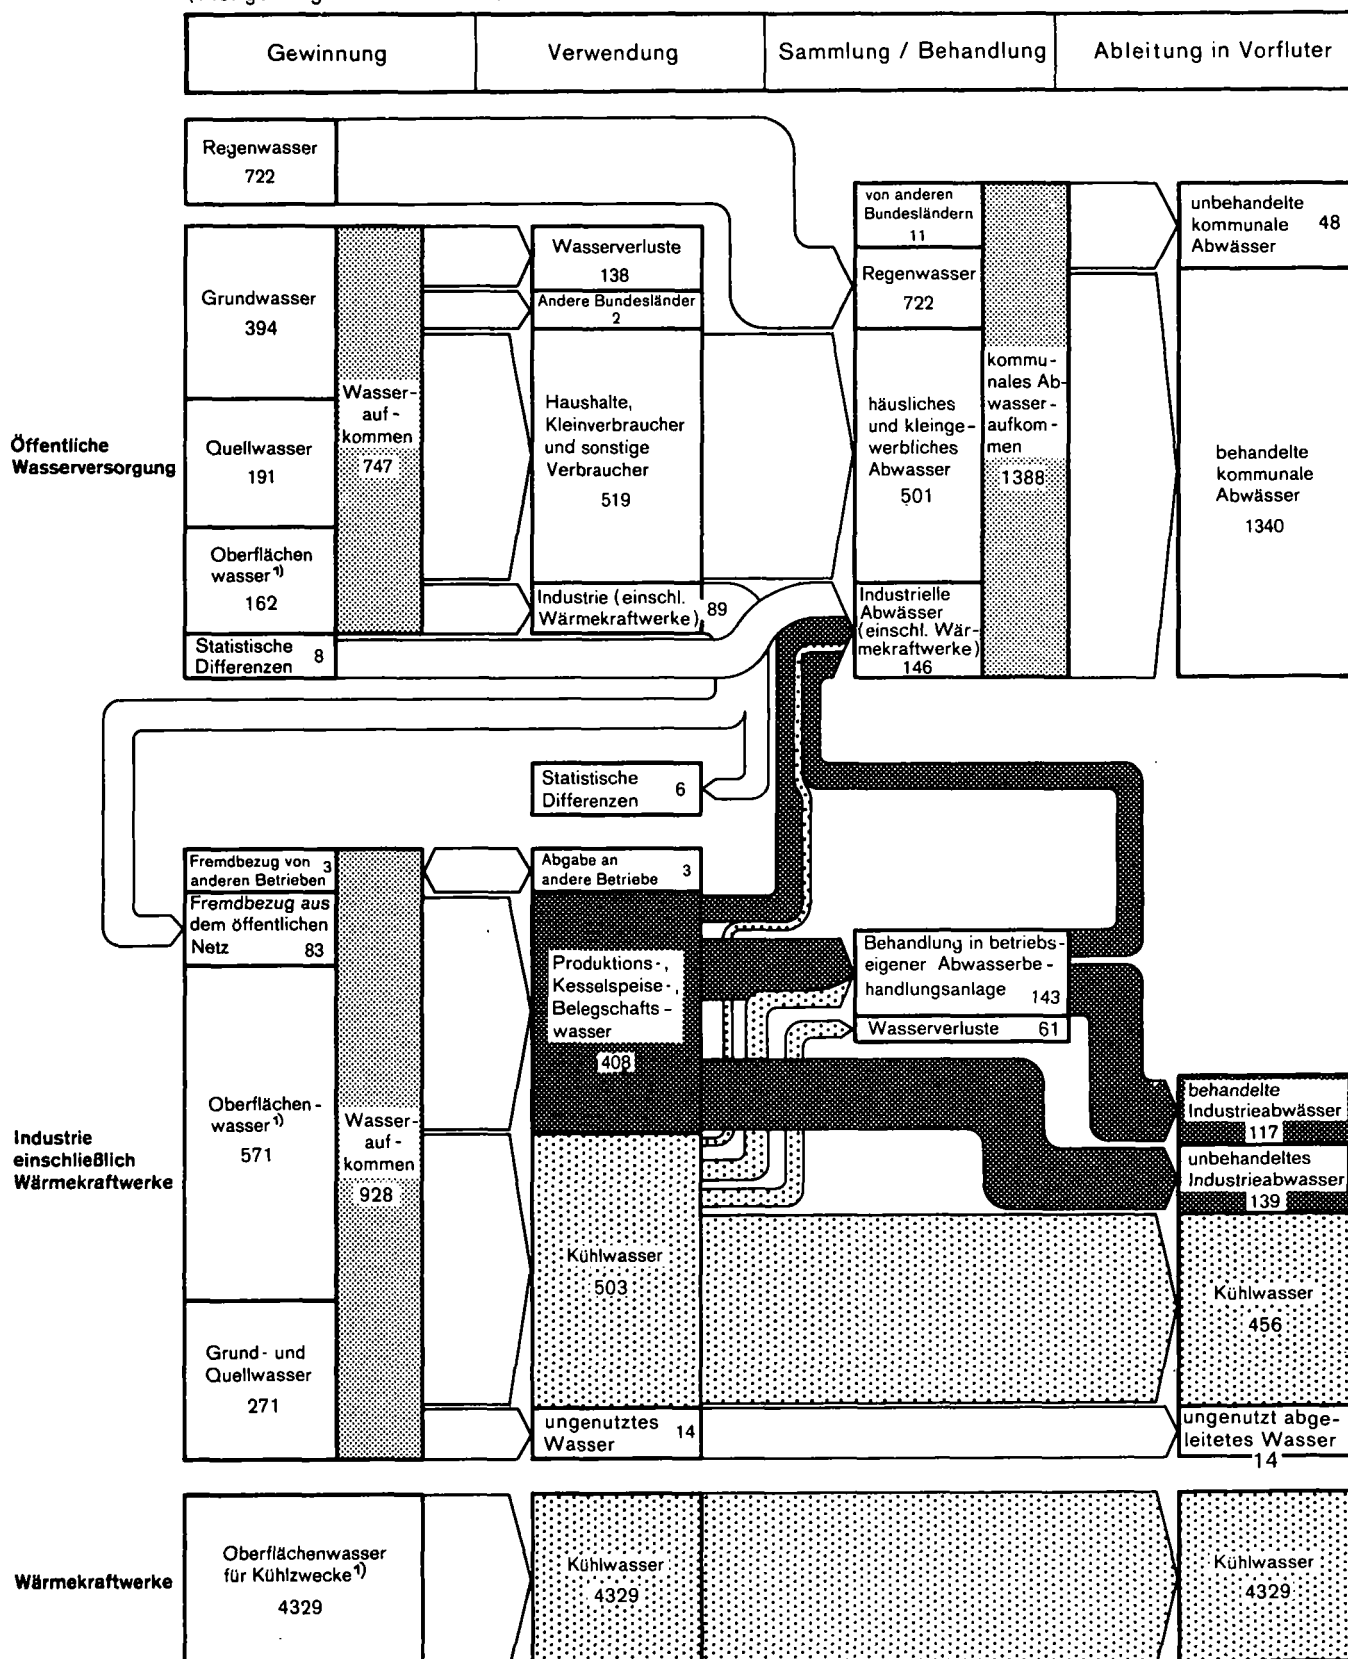 Gewinnung
Verwendung
Sammlung / Behandlung
Ableitung in Vorfluter
Öffentliche
Wasserversorgung
Regenwasser
722
Grundwasser
394
Quellwasser
191
Oberflächen
wasser¹⁾
162
Statistische
Differenzen 8
Wasser-
auf-
kommen
747
Wasserverluste
138
Andere Bundesländer
2
Haushalte,
Kleinverbraucher
und sonstige
Verbraucher
519
Industrie (einschl.
Wärmekraftwerke) 89
von anderen
Bundesländern
11
Regenwasser
722
häusliches
und kleinge-
werbliches
Abwasser
501
Industrielle
Abwässer
(einschl. Wär-
mekraftwerke)
146
kommu-
nales Ab-
wasser-
aufkom-
men
1388
unbehandelte
kommunale 48
Abwässer
behandelte
kommunale
Abwässer
1340
Statistische
Differenzen 6
Industrie
einschließlich
Wärmekraftwerke
Fremdbezug von 3
anderen Betrieben
Fremdbezug aus
dem öffentlichen
Netz 83
Oberflächen-
wasser¹⁾
571
Grund- und
Quellwasser
271
Wasser-
auf-
kommen
928
Abgabe an
andere Betriebe 3
Produktions-,
Kesselspeise-,
Belegschafts-
wasser
408
Kühlwasser
503
ungenutztes
Wasser 14
Behandlung in betriebs-
eigener Abwasserbe-
handlungsanlage 143
Wasserverluste 61
behandelte
Industrieabwässer
117
unbehandeltes
Industrieabwasser
139
Kühlwasser
456
ungenutzt abge-
leitetes Wasser
14
Wärmekraftwerke
Oberflächenwasser
für Kühlzwecke¹⁾
4329
Kühlwasser
4329
Kühlwasser
4329